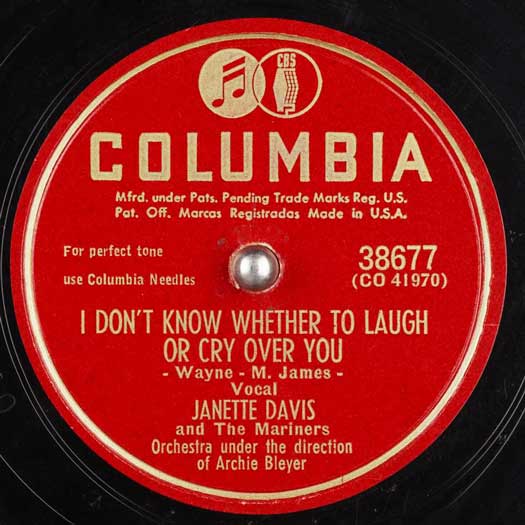 CBS
COLUMBIA
Mfrd. under Pats. Pending Trade Marks Reg. U.S.
Pat. Off. Marcas Registradas Made in U.S.A.
For perfect tone
use Columbia Needles
38677
(CO 41970)
I DON'T KNOW WHETHER TO LAUGH
OR CRY OVER YOU
- Wayne - M. James -
Vocal
JANETTE DAVIS
and The Mariners
Orchestra under the direction
of Archie Bleyer